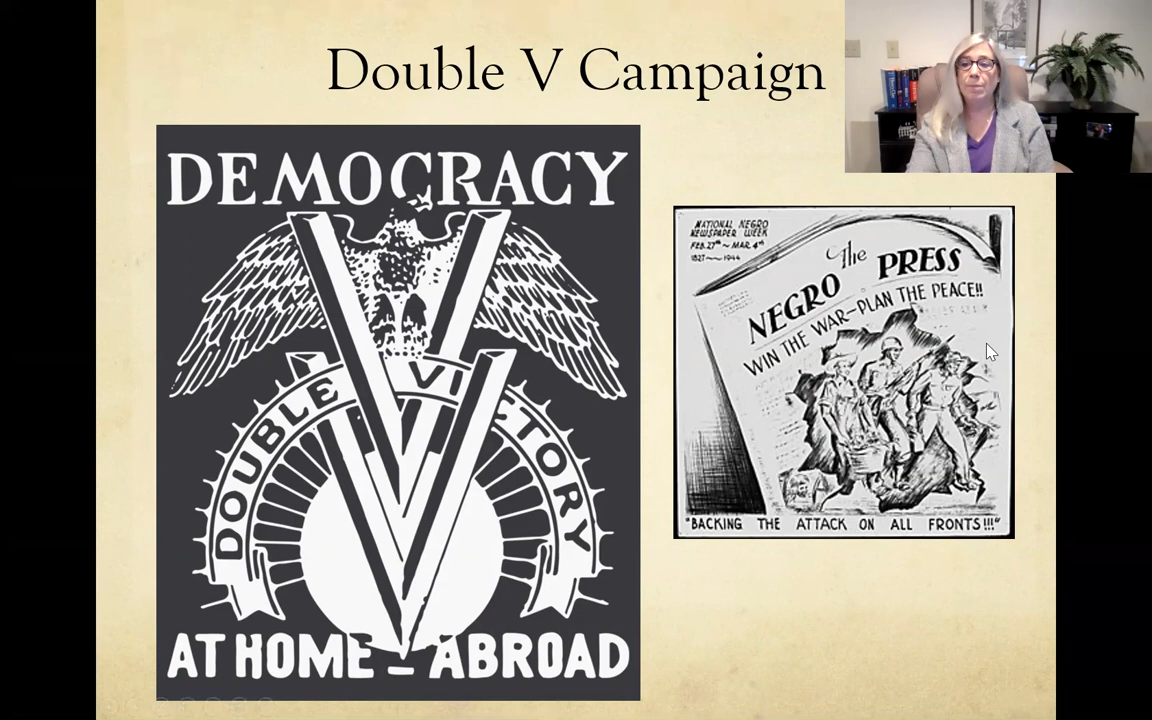 Double V Campaign
DEMOCRACY
DOUBLE VICTORY
AT HOME - ABROAD
NATIONAL NEGRO
NEWSPAPER WEEK
FEB. 27th ~ MAR. 4th
1827 ~~ 1944
The
NEGRO PRESS
WIN THE WAR-PLAN THE PEACE!!
"BACKING THE ATTACK ON ALL FRONTS!!!"